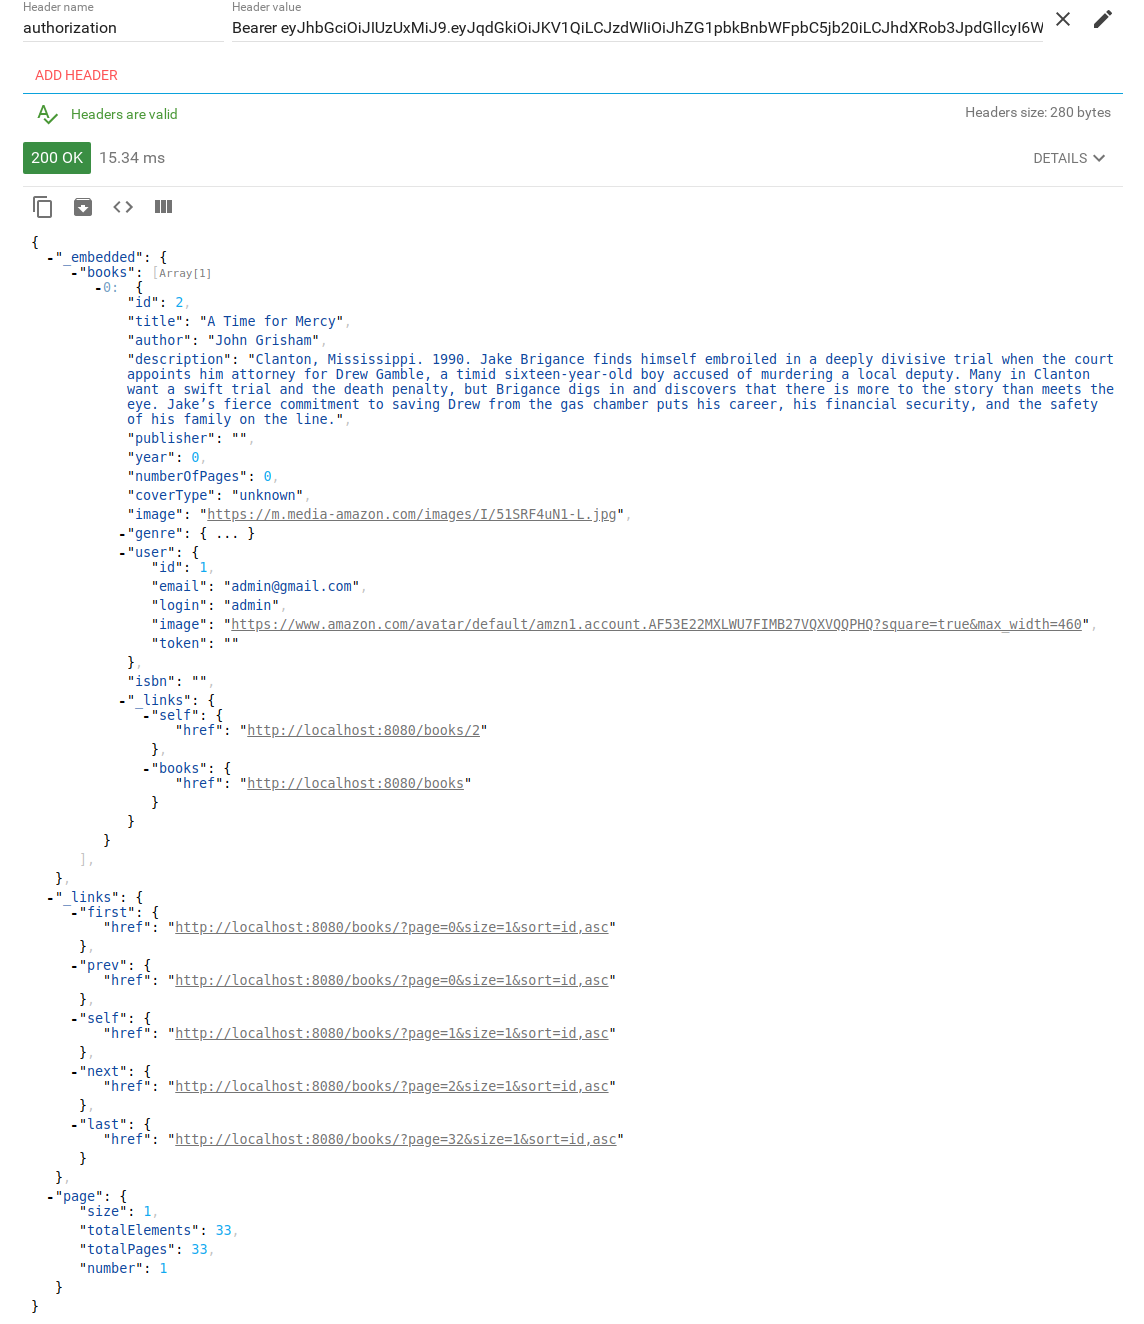 Header name
Header value
authorization
Bearer eyJhbGciOiJIUzUxMiJ9.eyJqdGkiOiJKV1QiLCJzdWIiOiJhZG1pbkBnbWFpbC5jb20iLCJhdXRob3JpdGllcyI6W
ADD HEADER
Headers are valid
Headers size: 280 bytes
200 OK 15.34 ms
DETAILS
{
-"_embedded": {
-"books": [Array[1]
-0: {
"id": 2,
"title": "A Time for Mercy",
"author": "John Grisham",
"description": "Clanton, Mississippi. 1990. Jake Brigance finds himself embroiled in a deeply divisive trial when the court
appoints him attorney for Drew Gamble, a timid sixteen-year-old boy accused of murdering a local deputy. Many in Clanton
want a swift trial and the death penalty, but Brigance digs in and discovers that there is more to the story than meets the
eye. Jake’s fierce commitment to saving Drew from the gas chamber puts his career, his financial security, and the safety
of his family on the line.",
"publisher": "",
"year": 0,
"numberOfPages": 0,
"coverType": "unknown",
"image": "https://m.media-amazon.com/images/I/51SRF4uN1-L.jpg",
-"genre": { ... }
-"user": {
"id": 1,
"email": "admin@gmail.com",
"login": "admin",
"image": "https://www.amazon.com/avatar/default/amzn1.account.AF53E22MXLWU7FIMB27VQXVQQPHQ?square=true&max_width=460",
"token": ""
},
"isbn": "",
-"_links": {
-"self": {
"href": "http://localhost:8080/books/2"
},
-"books": {
"href": "http://localhost:8080/books"
}
}
}
],
},
-"_links": {
-"first": {
"href": "http://localhost:8080/books/?page=0&size=1&sort=id,asc"
},
-"prev": {
"href": "http://localhost:8080/books/?page=0&size=1&sort=id,asc"
},
-"self": {
"href": "http://localhost:8080/books/?page=1&size=1&sort=id,asc"
},
-"next": {
"href": "http://localhost:8080/books/?page=2&size=1&sort=id,asc"
},
-"last": {
"href": "http://localhost:8080/books/?page=32&size=1&sort=id,asc"
}
},
-"page": {
"size": 1,
"totalElements": 33,
"totalPages": 33,
"number": 1
}
}